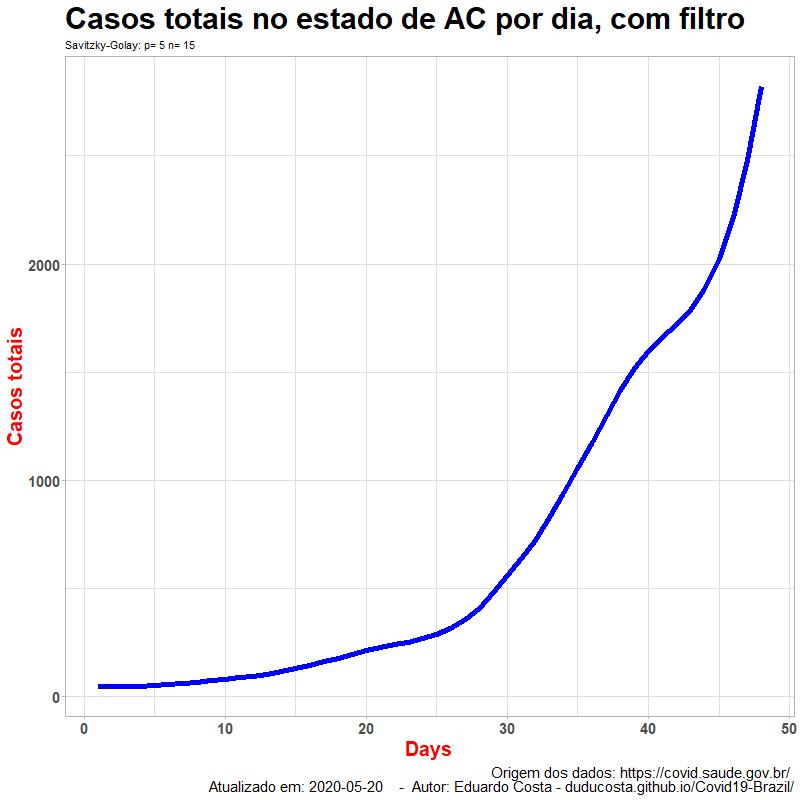 Casos totais no estado de AC por dia, com filtro
Savitzky-Golay: p= 5 n= 15
Casos totais
2000
1000
0
0 10 20 30 40 50
Days
Origem dos dados: https://covid.saude.gov.br/
Atualizado em: 2020-05-20 - Autor: Eduardo Costa - duducosta.github.io/Covid19-Brazil/